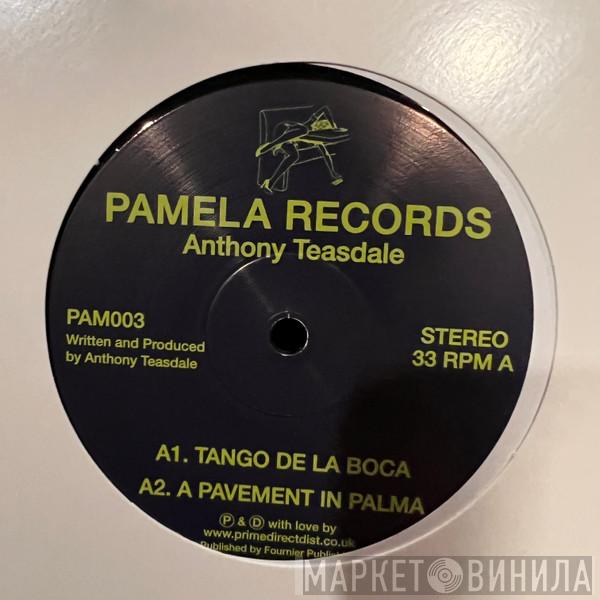 PAMELA RECORDS
Anthony Teasdale
PAM003
Written and Produced
by Anthony Teasdale
STEREO
33 RPM A
A1. TANGO DE LA BOCA
A2. A PAVEMENT IN PALMA
Ⓟ & Ⓓ with love by
www.primedirectdist.co.uk
Published by Fournier
МАРКЕТ ВИНИЛА